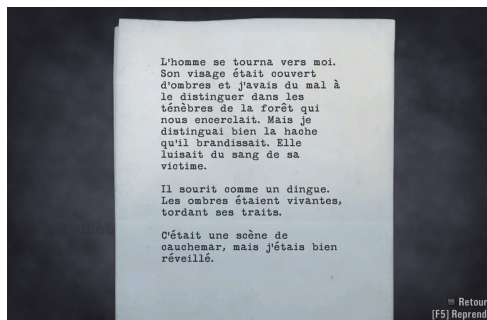 L'homme se tourna vers moi.
Son visage était couvert
d'ombres et j'avais du mal à
le distinguer dans les
ténèbres de la forêt qui
nous encerclait. Mais je
distinguai bien la hache
qu'il brandissait. Elle
luisait du sang de sa
victime.
Il sourit comme un dingue.
Les ombres étaient vivantes,
tordant ses traits.
C'était une scène de
cauchemar, mais j'étais bien
réveillé.
Retour
[F5] Reprend